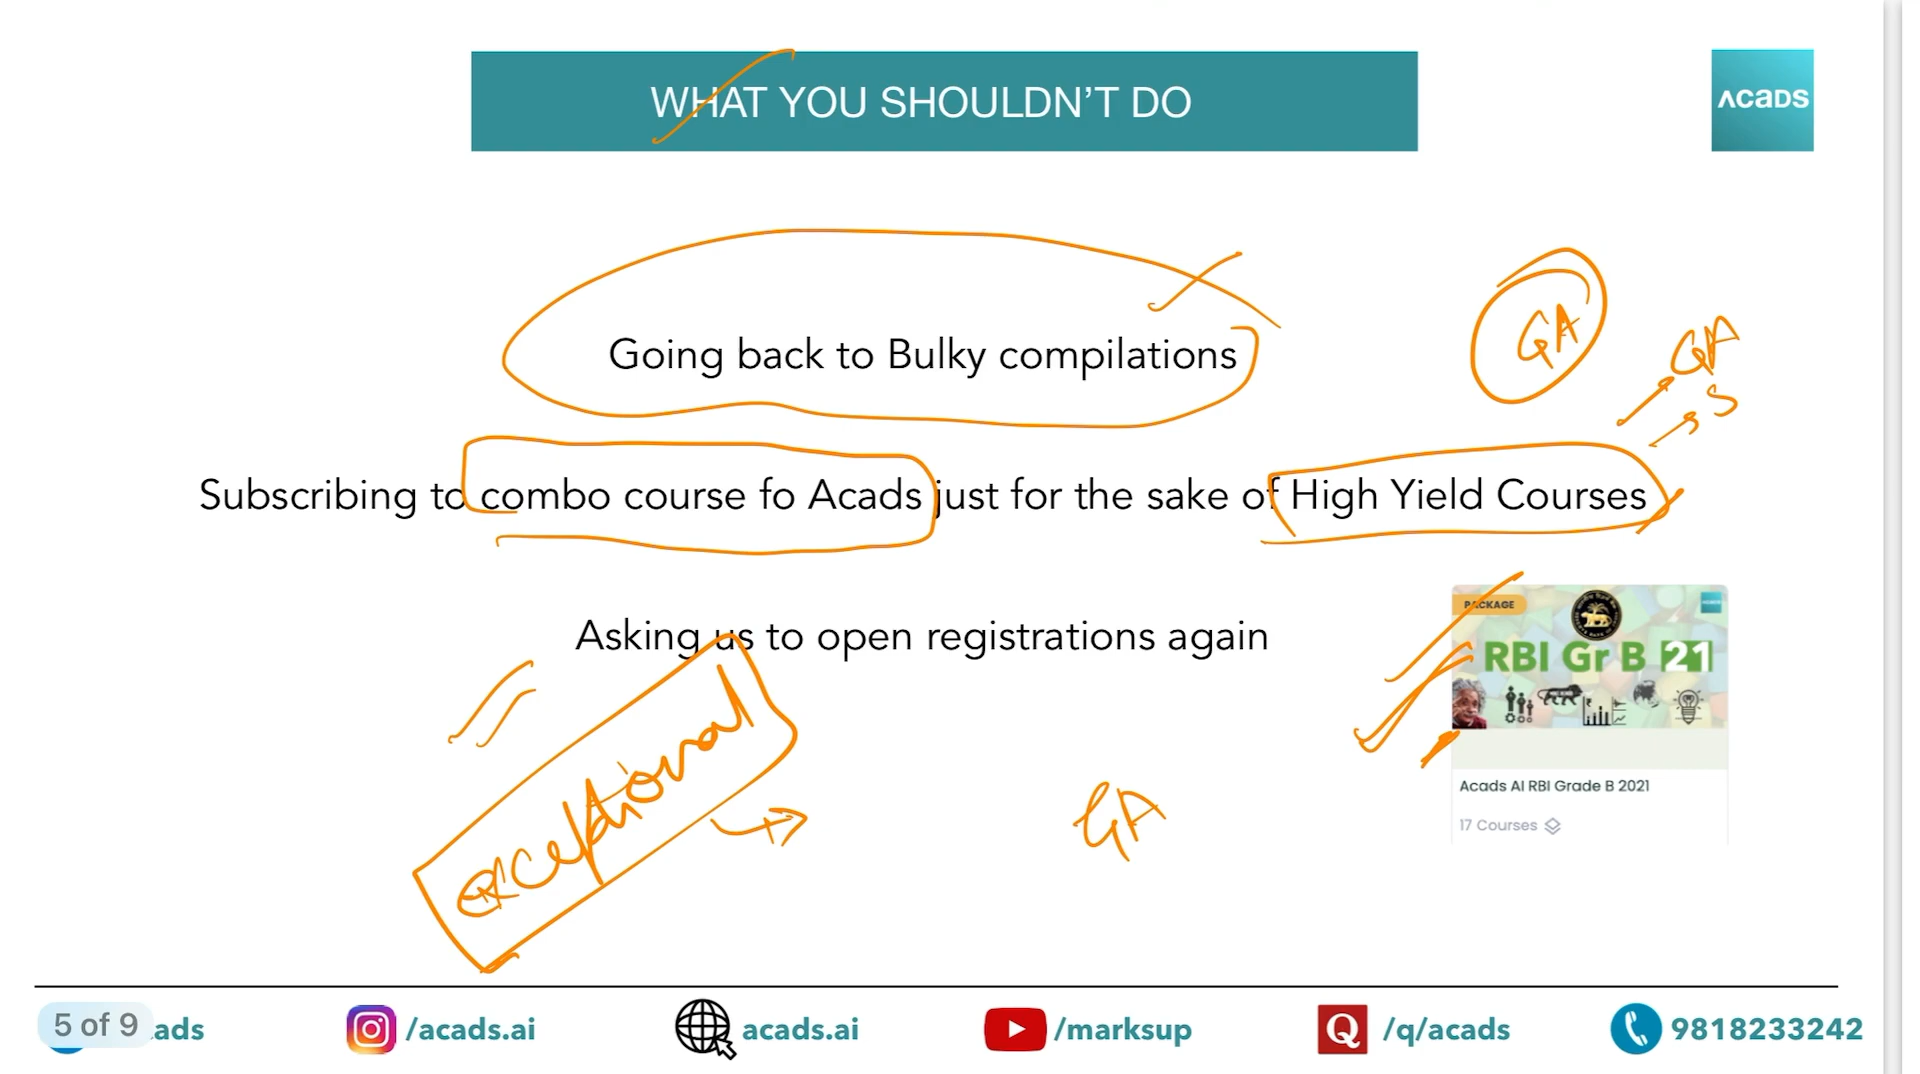 WHAT YOU SHOULDN'T DO
ACADS
Going back to Bulky compilations
GA
GA
S
Subscribing to combo course fo Acads just for the sake of High Yield Courses
Asking us to open registrations again
exceptional
GA
PACKAGE
RBI Gr B 21
Acads AI RBI Grade B 2021
17 Courses
5 of 9
ads
/acads.ai
acads.ai
/marksup
/q/acads
9818233242